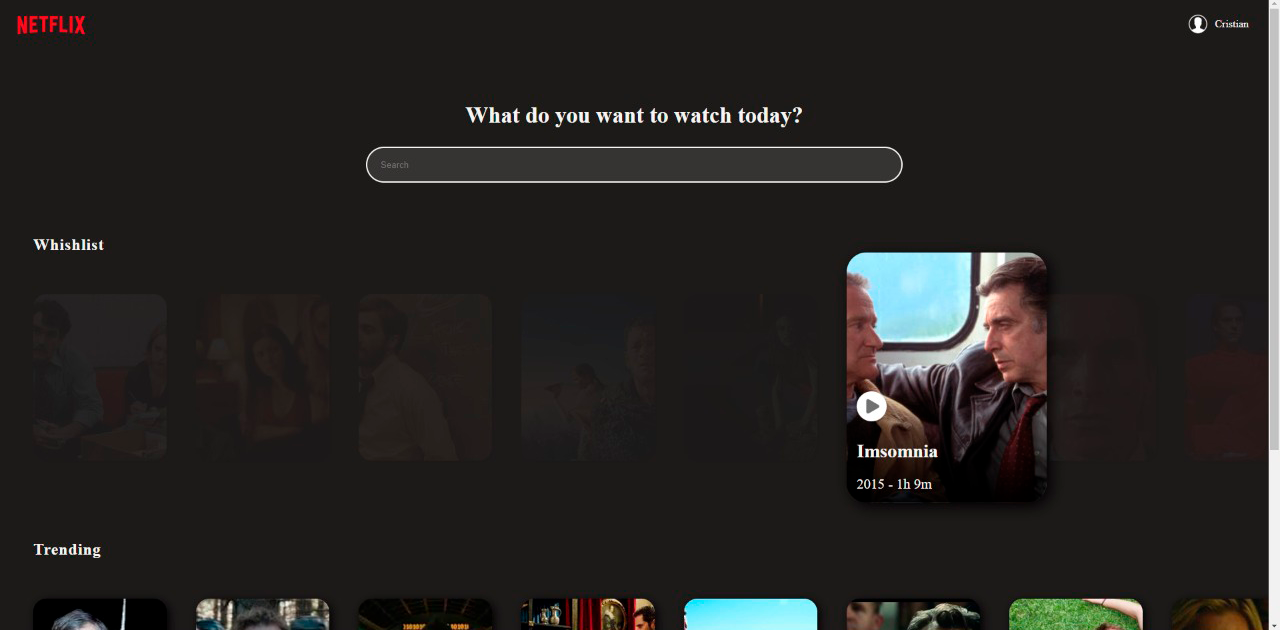 NETFLIX
Cristian
What do you want to watch today?
Search
Whishlist
Imsomnia
2015 - 1h 9m
Trending